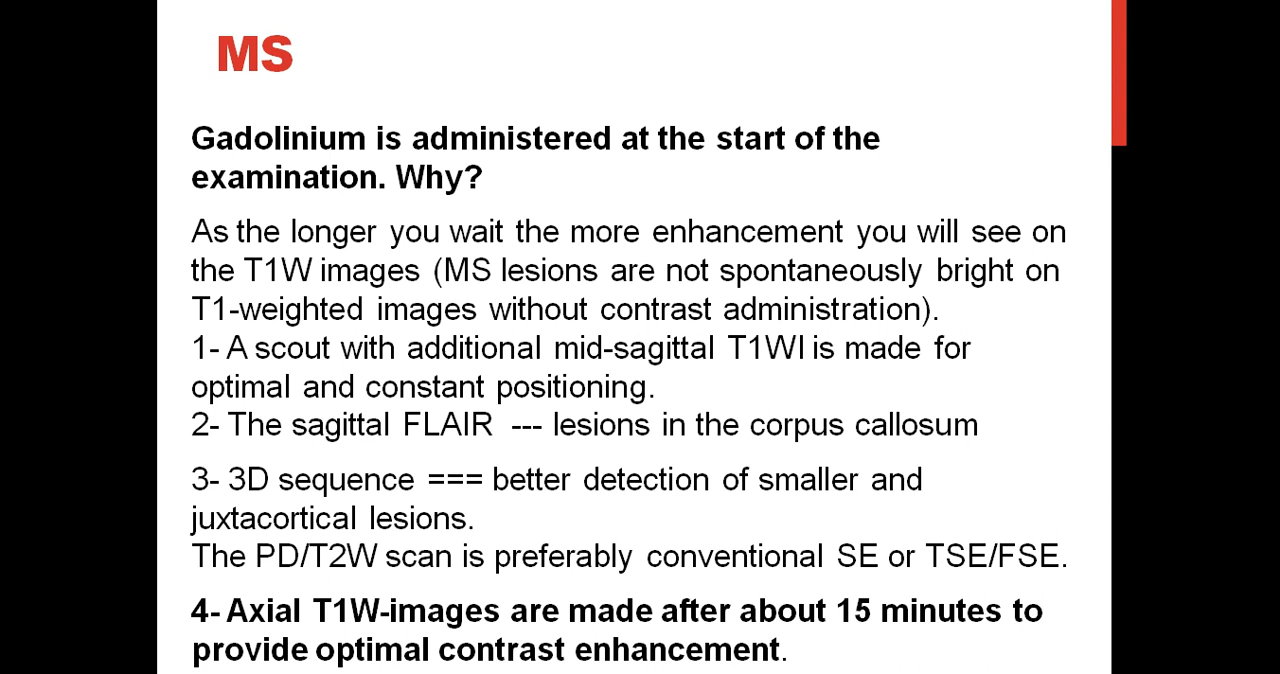 MS
Gadolinium is administered at the start of the
examination. Why?
As the longer you wait the more enhancement you will see on
the T1W images (MS lesions are not spontaneously bright on
T1-weighted images without contrast administration).
1- A scout with additional mid-sagittal T1WI is made for
optimal and constant positioning.
2- The sagittal FLAIR --- lesions in the corpus callosum
3- 3D sequence === better detection of smaller and
juxtacortical lesions.
The PD/T2W scan is preferably conventional SE or TSE/FSE.
4- Axial T1W-images are made after about 15 minutes to
provide optimal contrast enhancement.